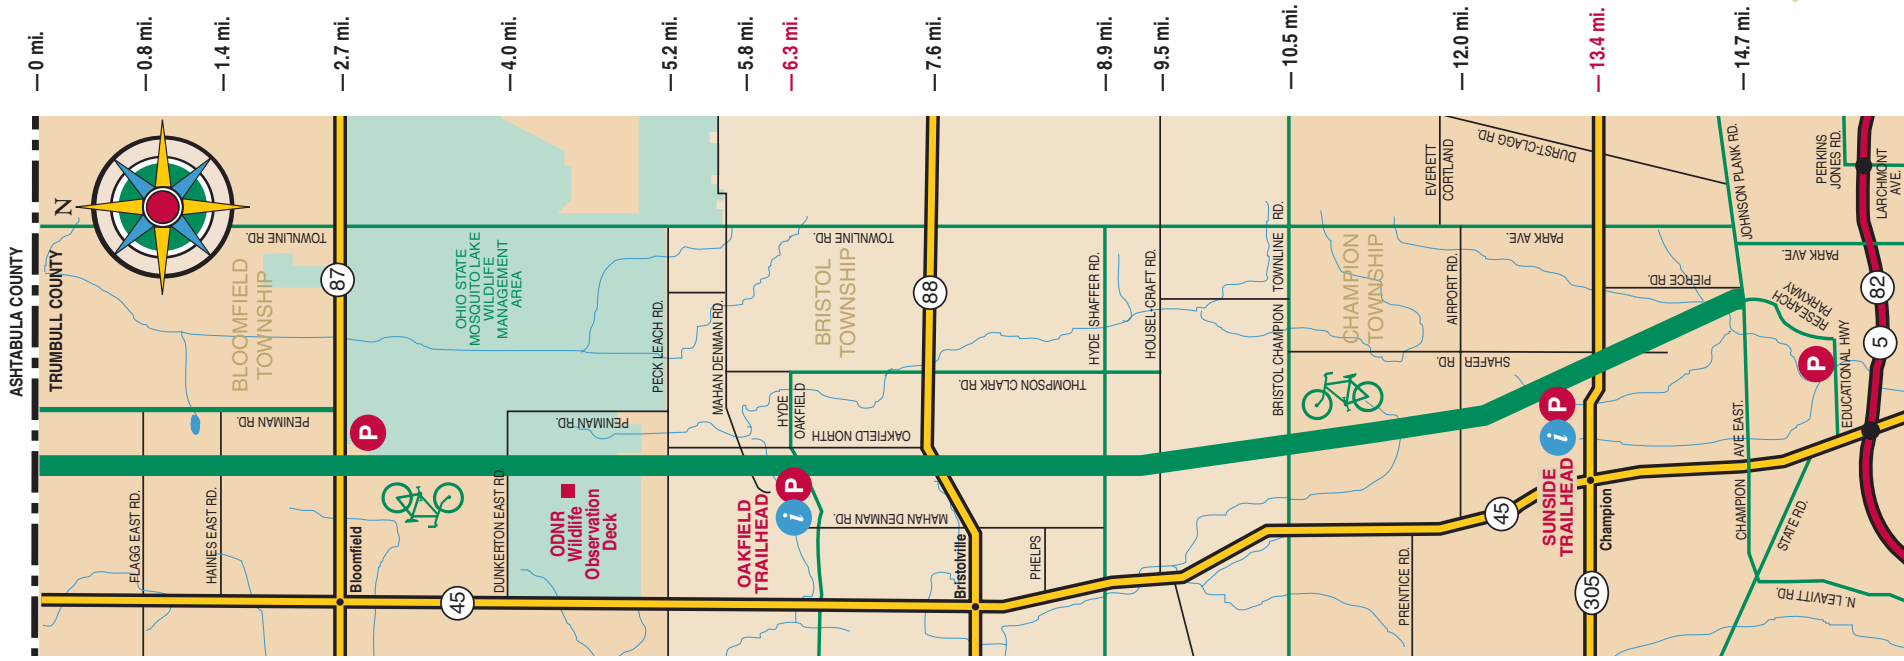 0 mi.
0.8 mi.
1.4 mi.
2.7 mi.
4.0 mi.
5.2 mi.
5.8 mi.
6.3 mi.
7.6 mi.
8.9 mi.
9.5 mi.
10.5 mi.
12.0 mi.
13.4 mi.
14.7 mi.
ASHTABULA COUNTY
TRUMBULL COUNTY
N
TOWNLINE RD.
BLOOMFIELD
TOWNSHIP
87
PENIMAN RD.
P
FLAGG EAST RD.
HAINES EAST RD.
Bloomfield
45
OHIO STATE
MOSQUITO LAKE
WILDLIFE
MANAGEMENT
AREA
PENIMAN RD.
DUNKERTON EAST RD.
ODNR
Wildlife
Observation
Deck
PECK LEACH RD.
MAHAN DENMAN RD.
TOWNLINE RD.
BRISTOL
TOWNSHIP
HYDE
OAKFIELD
OAKFIELD NORTH
OAKFIELD
TRAILHEAD
P
i
MAHAN DENMAN RD.
88
Bristolville
THOMPSON CLARK RD.
PHELPS
HYDE SHAFFER RD.
HOUSEL-CRAFT RD.
BRISTOL CHAMPION TOWNLINE RD.
CHAMPION
TOWNSHIP
EVERETT
CORTLAND
DURST-CLAGG RD.
AIRPORT RD.
PARK AVE.
SHAFER RD.
PIERCE RD.
PRENTICE RD.
45
SUNSIDE
TRAILHEAD
P
i
Champion
305
JOHNSON PLANK RD.
PARK AVE.
RESEARCH
PARKWAY
P
EDUCATIONAL HWY
CHAMPION AVE EAST.
STATE RD.
N. LEAVITT RD.
PERKINS
JONES RD.
LARCHMONT
AVE.
82
5